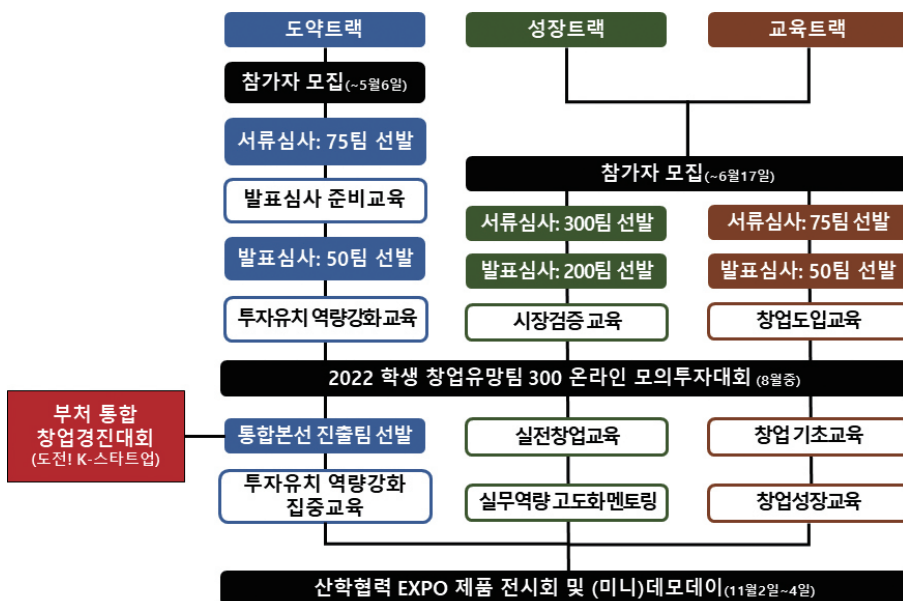 도약트랙
성장트랙
교육트랙
참가자 모집(~5월6일)
서류심사: 75팀 선발
발표심사 준비교육
발표심사: 50팀 선발
투자유치 역량강화 교육
참가자 모집(~6월17일)
서류심사: 300팀 선발
서류심사: 75팀 선발
발표심사: 200팀 선발
발표심사: 50팀 선발
시장검증 교육
창업도입교육
2022 학생 창업유망팀 300 온라인 모의투자대회 (8월중)
부처 통합
창업경진대회
(도전! K-스타트업)
통합본선 진출팀 선발
실전창업교육
창업 기초교육
투자유치 역량강화
집중교육
실무역량 고도화멘토링
창업성장교육
산학협력 EXPO 제품 전시회 및 (미니)데모데이(11월2일~4일)